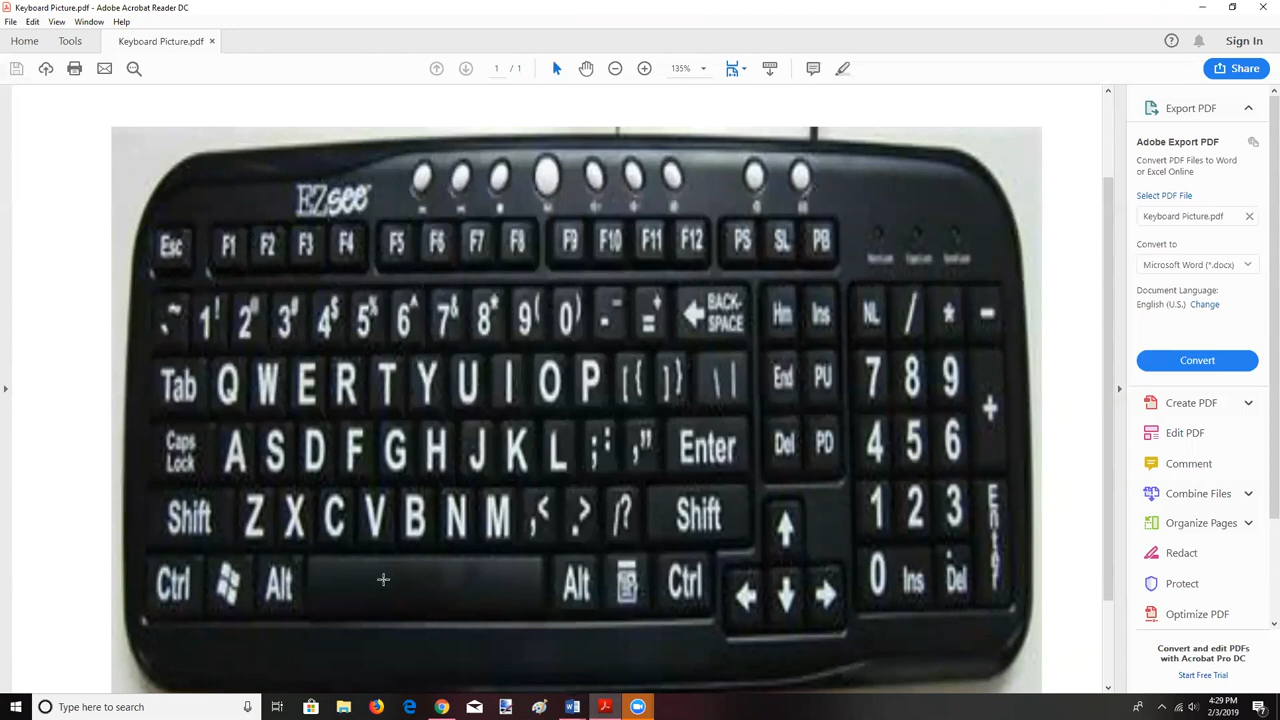 Keyboard Picture.pdf - Adobe Acrobat Reader DC
File Edit View Window Help
Home Tools Keyboard Picture.pdf × Sign In
1 / 1 135% Share
EZsee
Esc F1 F2 F3 F4 F5 F6 F7 F8 F9 F10 F11 F12 PS SL PB
`~ 1! 2@ 3# 4$ 5% 6^ 7& 8* 9( 0) -_ =+ BACK-
SPACE Hm Ins NL / * -
Tab Q W E R T Y U I O P [{ ]} \| End PU 7 8 9 +
Caps
Lock A S D F G H J K L ;: ,” Enter Del PD 4 5 6
Shift Z X C V B N M ,< .> /? Shift 1 2 3 Enter
Ctrl Alt Alt Ctrl 0 Ins .Del
Export PDF
Adobe Export PDF
Convert PDF Files to Word
or Excel Online
Select PDF File
Keyboard Picture.pdf ×
Convert to
Microsoft Word (*.docx)
Document Language:
English (U.S.) Change
Convert
Create PDF
Edit PDF
Comment
Combine Files
Organize Pages
Redact
Protect
Optimize PDF
Convert and edit PDFs
with Acrobat Pro DC
Start Free Trial
Type here to search
4:29 PM
2/3/2019